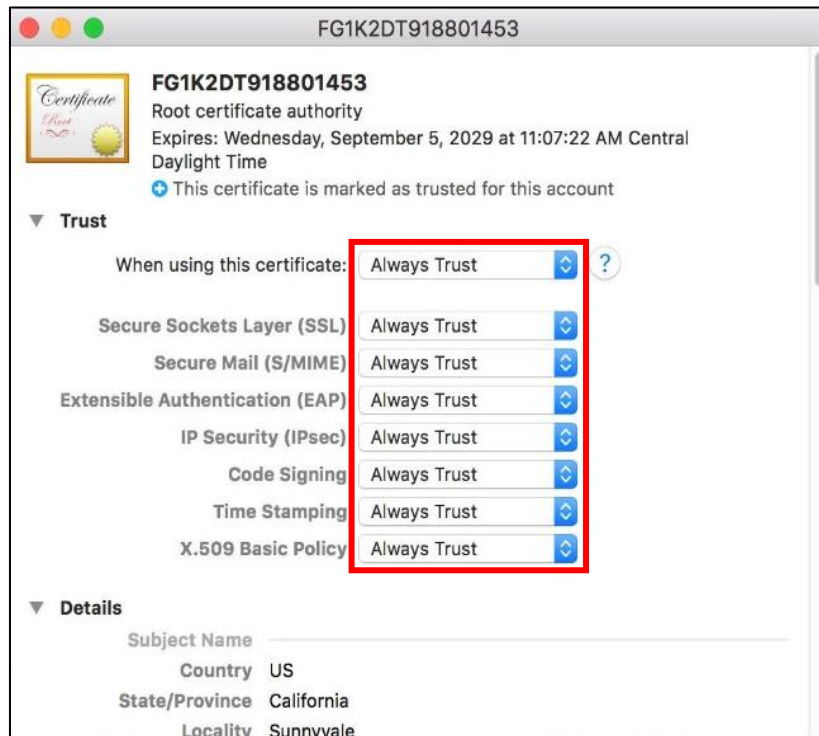 FG1K2DT918801453
Certificate
Root
FG1K2DT918801453
Root certificate authority
Expires: Wednesday, September 5, 2029 at 11:07:22 AM Central
Daylight Time
This certificate is marked as trusted for this account
Trust
When using this certificate: Always Trust ?
Secure Sockets Layer (SSL) Always Trust
Secure Mail (S/MIME) Always Trust
Extensible Authentication (EAP) Always Trust
IP Security (IPsec) Always Trust
Code Signing Always Trust
Time Stamping Always Trust
X.509 Basic Policy Always Trust
Details
Subject Name
Country US
State/Province California
Locality Sunnyvale